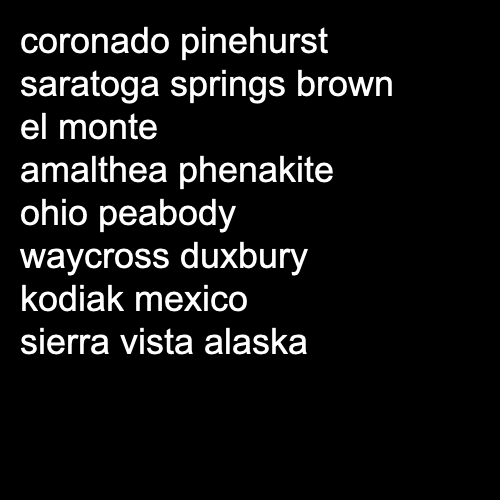 coronado pinehurst
saratoga springs brown
el monte
amalthea phenakite
ohio peabody
waycross duxbury
kodiak mexico
sierra vista alaska